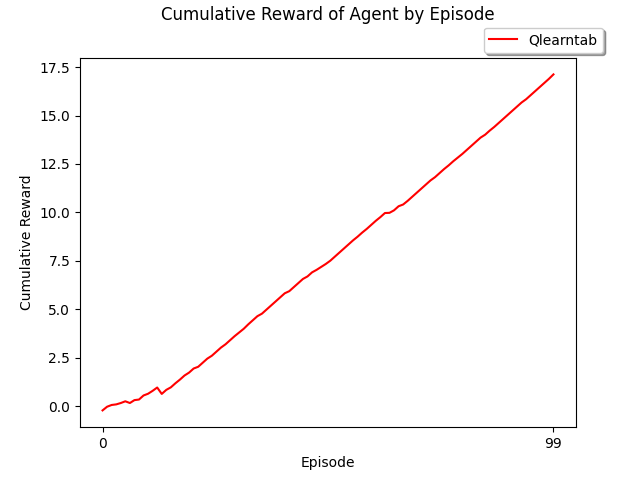 Cumulative Reward of Agent by Episode
Qlearntab
17.5
15.0
12.5
10.0
7.5
5.0
2.5
0.0
Cumulative Reward
0
99
Episode